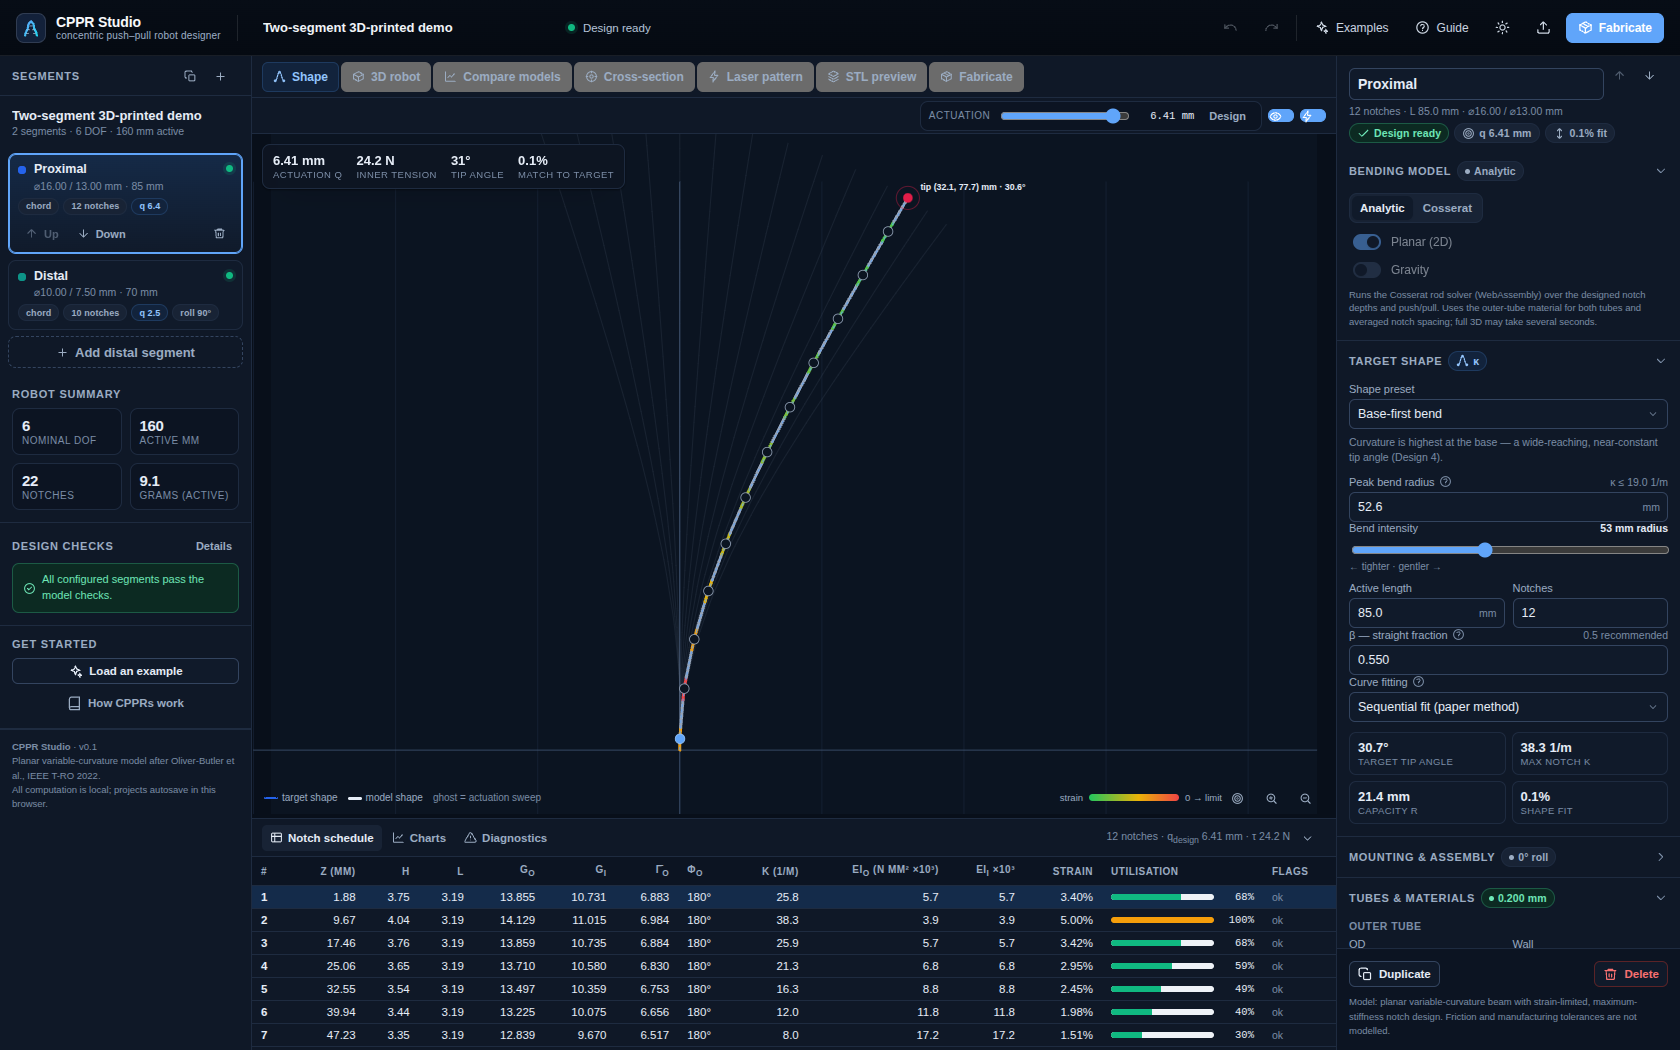 CPPR Studio
concentric push–pull robot designer
Two-segment 3D-printed demo
Design ready
Examples
Guide
Fabricate
SEGMENTS
Two-segment 3D-printed demo
2 segments · 6 DOF · 160 mm active
Proximal
⌀16.00 / 13.00 mm · 85 mm
chord
12 notches
q 6.4
Up
Down
Distal
⌀10.00 / 7.50 mm · 70 mm
chord
10 notches
q 2.5
roll 90°
Add distal segment
ROBOT SUMMARY
6
NOMINAL DOF
160
ACTIVE MM
22
NOTCHES
9.1
GRAMS (ACTIVE)
DESIGN CHECKS
Details
All configured segments pass the
model checks.
GET STARTED
Load an example
How CPPRs work
CPPR Studio · v0.1
Planar variable-curvature model after Oliver-Butler et
al., IEEE T-RO 2022.
All computation is local; projects autosave in this
browser.
Shape
3D robot
Compare models
Cross-section
Laser pattern
STL preview
Fabricate
ACTUATION
6.41 mm
Design
6.41 mm
ACTUATION Q
24.2 N
INNER TENSION
31°
TIP ANGLE
0.1%
MATCH TO TARGET
tip (32.1, 77.7) mm · 30.6°
target shape
model shape
ghost = actuation sweep
strain
0 → limit
Notch schedule
Charts
Diagnostics
12 notches · qdesign 6.41 mm · τ 24.2 N
# Z (MM) H L GO GI ΓO ΦO Κ (1/M) EIO (N MM² ×10³) EII ×10³ STRAIN UTILISATION FLAGS
1 1.88 3.75 3.19 13.855 10.731 6.883 180° 25.8 5.7 5.7 3.40% 68% ok
2 9.67 4.04 3.19 14.129 11.015 6.984 180° 38.3 3.9 3.9 5.00% 100% ok
3 17.46 3.76 3.19 13.859 10.735 6.884 180° 25.9 5.7 5.7 3.42% 68% ok
4 25.06 3.65 3.19 13.710 10.580 6.830 180° 21.3 6.8 6.8 2.95% 59% ok
5 32.55 3.54 3.19 13.497 10.359 6.753 180° 16.3 8.8 8.8 2.45% 49% ok
6 39.94 3.44 3.19 13.225 10.075 6.656 180° 12.0 11.8 11.8 1.98% 40% ok
7 47.23 3.35 3.19 12.839 9.670 6.517 180° 8.0 17.2 17.2 1.51% 30% ok
Proximal
12 notches · L 85.0 mm · ⌀16.00 / ⌀13.00 mm
Design ready
q 6.41 mm
0.1% fit
BENDING MODEL
Analytic
Analytic
Cosserat
Planar (2D)
Gravity
Runs the Cosserat rod solver (WebAssembly) over the designed notch
depths and push/pull. Uses the outer-tube material for both tubes and
averaged notch spacing; full 3D may take several seconds.
TARGET SHAPE
κ
Shape preset
Base-first bend
Curvature is highest at the base — a wide-reaching, near-constant
tip angle (Design 4).
Peak bend radius
κ ≤ 19.0 1/m
52.6
mm
Bend intensity
53 mm radius
← tighter · gentler →
Active length
Notches
85.0
mm
12
β — straight fraction
0.5 recommended
0.550
Curve fitting
Sequential fit (paper method)
30.7°
TARGET TIP ANGLE
38.3 1/m
MAX NOTCH Κ
21.4 mm
CAPACITY R
0.1%
SHAPE FIT
MOUNTING & ASSEMBLY
0° roll
TUBES & MATERIALS
0.200 mm
OUTER TUBE
OD
Wall
Duplicate
Delete
Model: planar variable-curvature beam with strain-limited, maximum-
stiffness notch design. Friction and manufacturing tolerances are not
modelled.